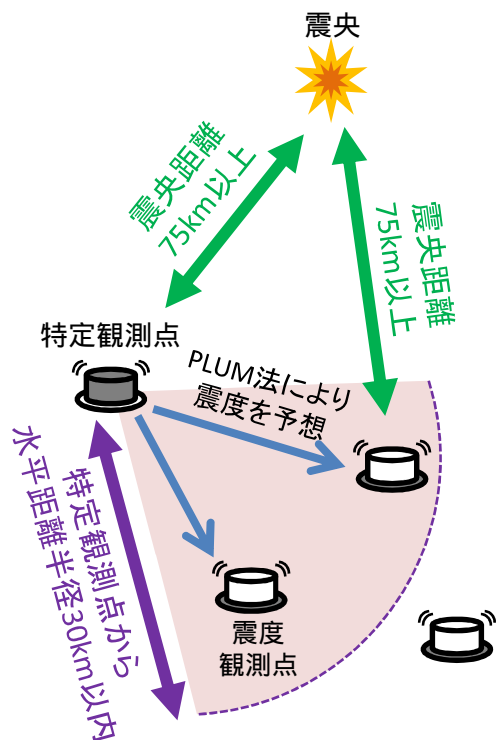 震央
震央距離
75km以上
震央距離
75km以上
特定観測点
PLUM法により
震度を予想
特定観測点から
水平距離半径30km以内
震度
観測点